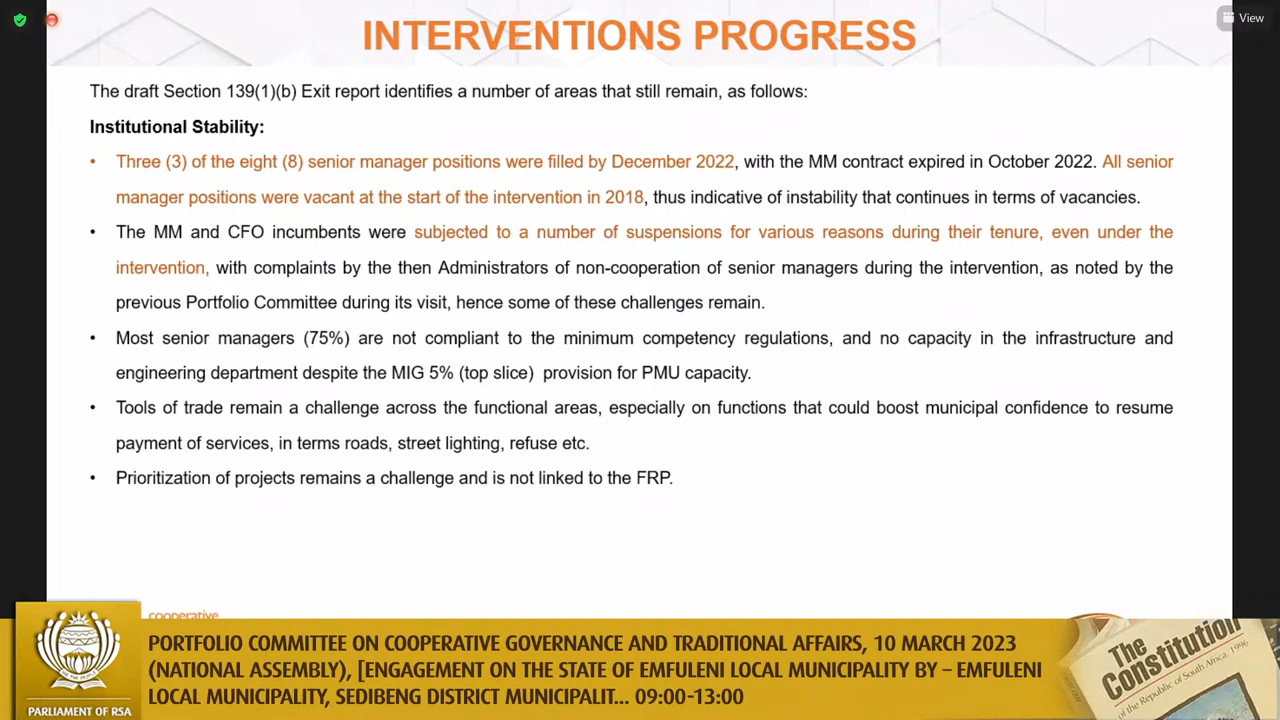 View
INTERVENTIONS PROGRESS
The draft Section 139(1)(b) Exit report identifies a number of areas that still remain, as follows:
Institutional Stability:
• Three (3) of the eight (8) senior manager positions were filled by December 2022, with the MM contract expired in October 2022. All senior
manager positions were vacant at the start of the intervention in 2018, thus indicative of instability that continues in terms of vacancies.
• The MM and CFO incumbents were subjected to a number of suspensions for various reasons during their tenure, even under the
intervention, with complaints by the then Administrators of non-cooperation of senior managers during the intervention, as noted by the
previous Portfolio Committee during its visit, hence some of these challenges remain.
• Most senior managers (75%) are not compliant to the minimum competency regulations, and no capacity in the infrastructure and
engineering department despite the MIG 5% (top slice) provision for PMU capacity.
• Tools of trade remain a challenge across the functional areas, especially on functions that could boost municipal confidence to resume
payment of services, in terms roads, street lighting, refuse etc.
• Prioritization of projects remains a challenge and is not linked to the FRP.
cooperative
PORTFOLIO COMMITTEE ON COOPERATIVE GOVERNANCE AND TRADITIONAL AFFAIRS, 10 MARCH 2023
(NATIONAL ASSEMBLY), [ENGAGEMENT ON THE STATE OF EMFULENI LOCAL MUNICIPALITY BY – EMFULENI
LOCAL MUNICIPALITY, SEDIBENG DISTRICT MUNICIPALIT... 09:00-13:00
PARLIAMENT OF RSA
The
Constitution
of the Republic of South Africa, 1996